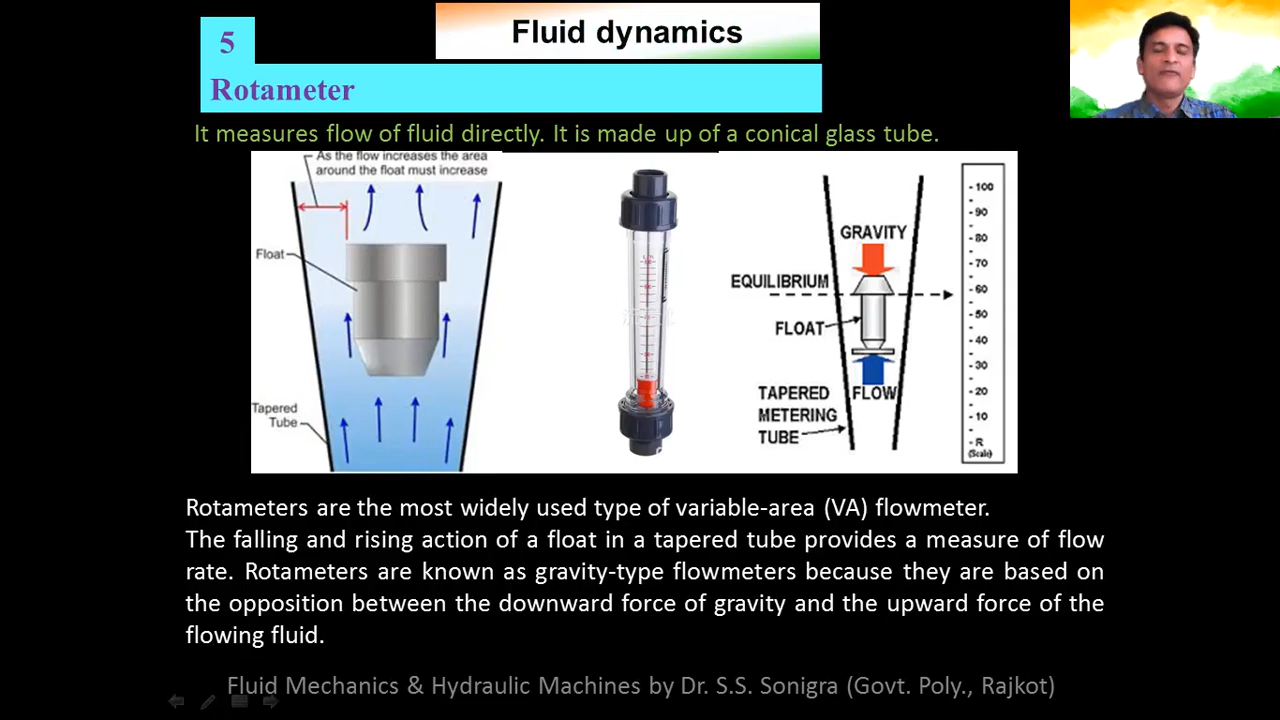 Fluid dynamics
5
Rotameter
It measures flow of fluid directly. It is made up of a conical glass tube.
As the flow increases the area
around the float must increase
Float
Tapered
Tube
GRAVITY
EQUILIBRIUM
FLOAT
TAPERED
METERING
TUBE
FLOW
100
90
80
70
60
50
40
30
20
10
R
(Scale)
Rotameters are the most widely used type of variable-area (VA) flowmeter.
The falling and rising action of a float in a tapered tube provides a measure of flow
rate. Rotameters are known as gravity-type flowmeters because they are based on
the opposition between the downward force of gravity and the upward force of the
flowing fluid.
Fluid Mechanics & Hydraulic Machines by Dr. S.S. Sonigra (Govt. Poly., Rajkot)